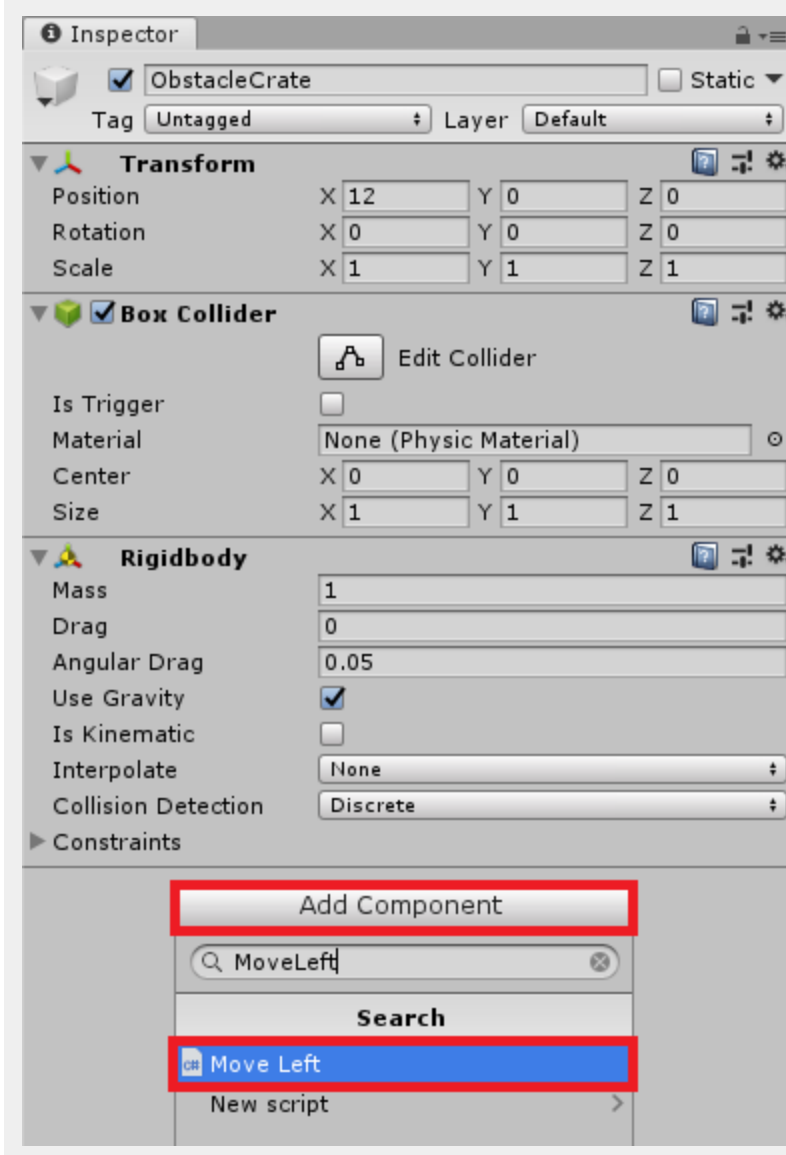 Inspector
ObstacleCrate Static
Tag Untagged Layer Default
Transform
Position X 12 Y 0 Z 0
Rotation X 0 Y 0 Z 0
Scale X 1 Y 1 Z 1
Box Collider
Edit Collider
Is Trigger
Material None (Physic Material)
Center X 0 Y 0 Z 0
Size X 1 Y 1 Z 1
Rigidbody
Mass 1
Drag 0
Angular Drag 0.05
Use Gravity
Is Kinematic
Interpolate None
Collision Detection Discrete
Constraints
Add Component
MoveLeft
Search
c# Move Left
New script